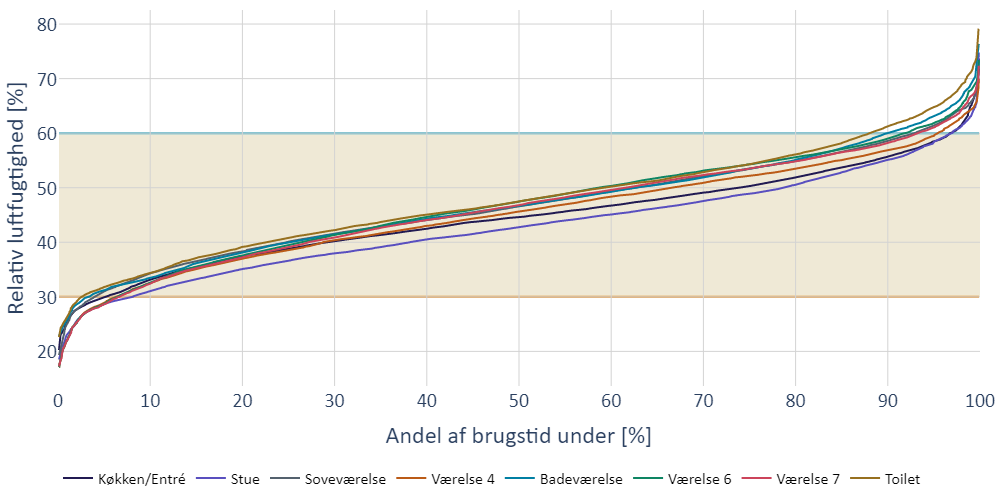 Relativ luftfugtighed [%]
80
70
60
50
40
30
20
0 10 20 30 40 50 60 70 80 90 100
Andel af brugstid under [%]
Køkken/Entré Stue Soveværelse Værelse 4 Badeværelse Værelse 6 Værelse 7 Toilet